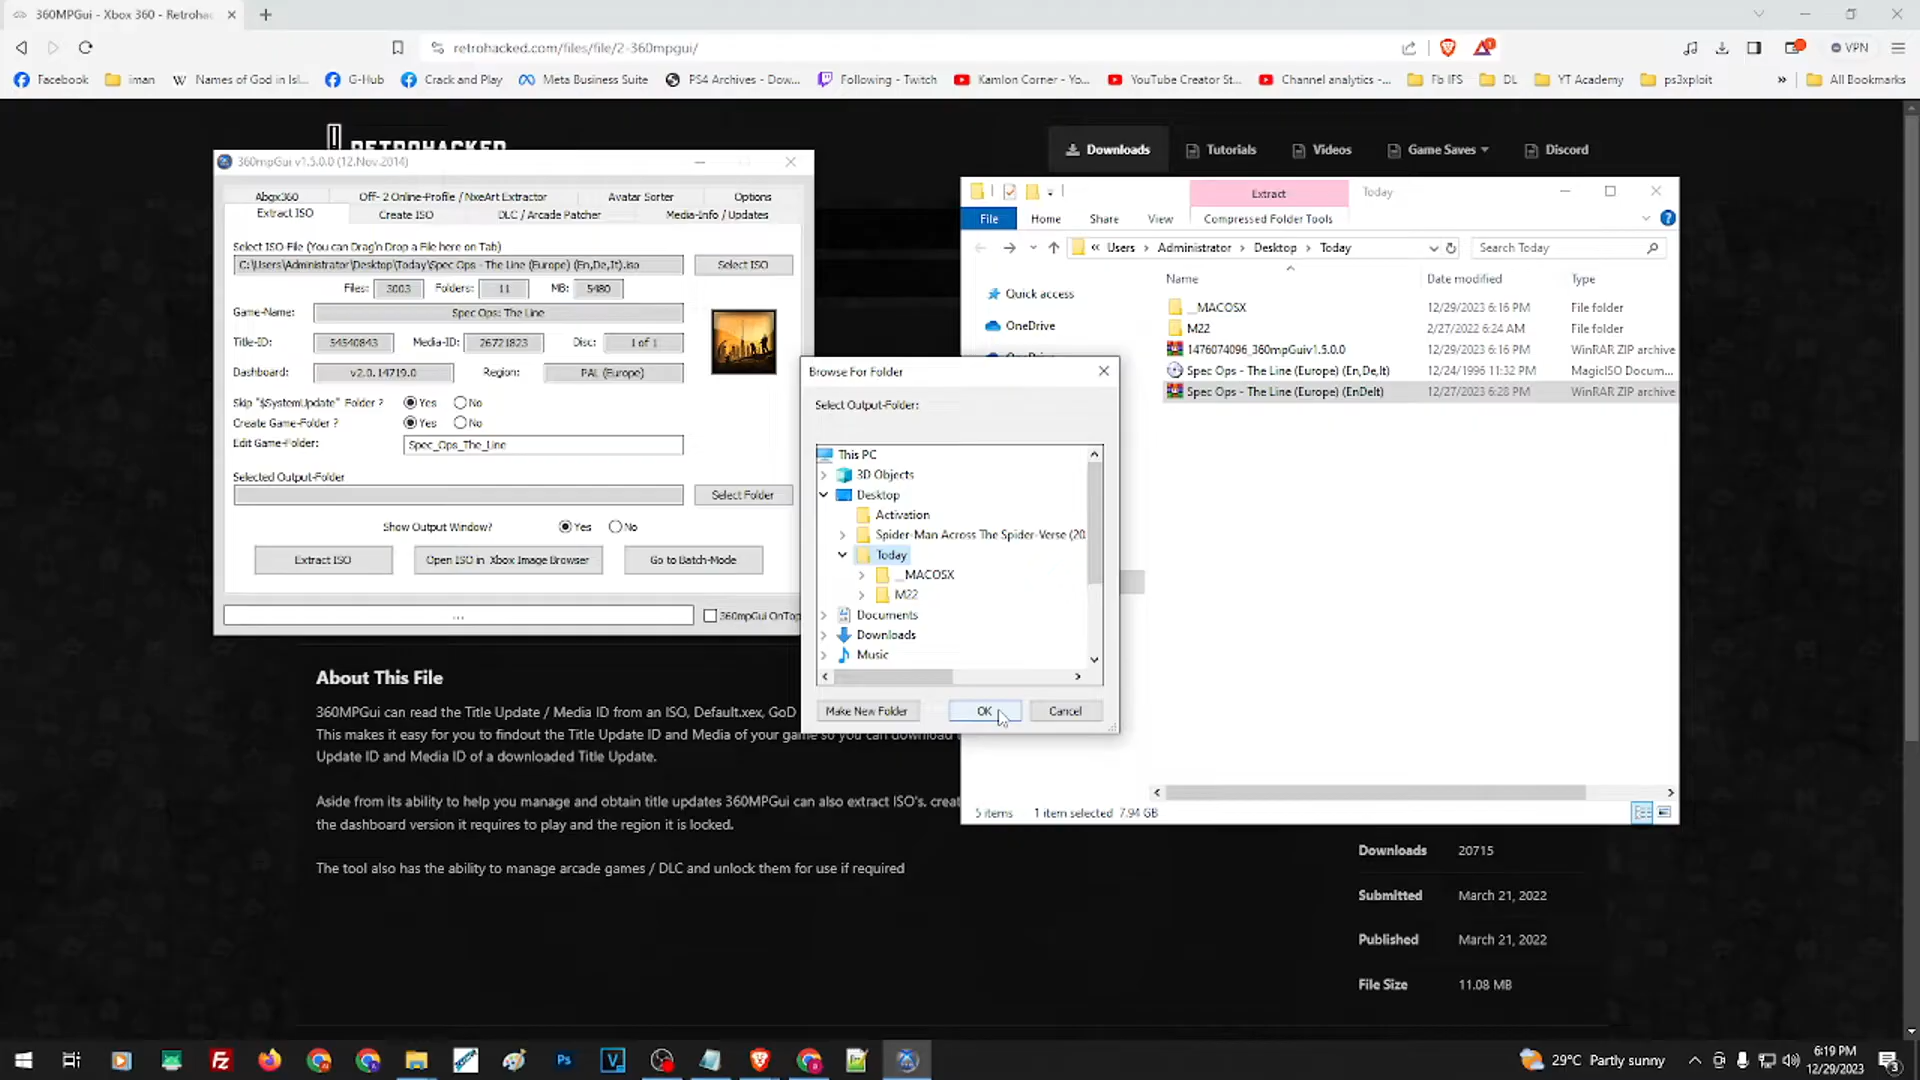 360MPGui - Xbox 360 - Retroha
retrohacked.com/files/file/2-360mpgui/
VPN
Facebook
iman
Names of God in Isl...
G-Hub
Crack and Play
Meta Business Suite
PS4 Archives - Dow...
Following - Twitch
Kamlon Corner - Yo...
YouTube Creator St...
Channel analytics -...
Fb IFS
DL
YT Academy
ps3xploit
»
All Bookmarks
RETROHACKED
Downloads
Tutorials
Videos
Game Saves
Discord
360mpGui v1.5.0.0 (12.Nov.2014)
Abgx360
Off- 2 Online-Profile / NxeArt Extractor
Avatar Sorter
Options
Extract ISO
Create ISO
DLC / Arcade Patcher
Media-Info / Updates
Select ISO-File (You can Drag'n Drop a File here on Tab)
C:\Users\Administrator\Desktop\Today\Spec Ops - The Line (Europe) (En,De,It).iso
Select ISO
Files: 3003
Folders: 11
MB: 5480
Game-Name: Spec Ops: The Line
Title-ID: 54540843
Media-ID: 26721823
Disc: 1 of 1
Dashboard: v2.0.14719.0
Region: PAL (Europe)
Skip "$SystemUpdate" Folder ? Yes No
Create Game-Folder ? Yes No
Edit Game-Folder: Spec_Ops_The_Line
Selected Output-Folder
Select Folder
Show Output Window? Yes No
Extract ISO
Open ISO in Xbox Image Browser
Go to Batch-Mode
...
360mpGui OnTop
Browse For Folder
Select Output-Folder:
This PC
3D Objects
Desktop
Activation
Spider-Man Across The Spider-Verse (20
Today
__MACOSX
M22
Documents
Downloads
Music
Make New Folder
OK
Cancel
Extract
Today
File
Home
Share
View
Compressed Folder Tools
« Users › Administrator › Desktop › Today
Search Today
Quick access
OneDrive
Name
Date modified
Type
__MACOSX 12/29/2023 6:16 PM File folder
M22 2/27/2022 6:24 AM File folder
1476074096_360mpGuiv1.5.0.0 12/29/2023 6:16 PM WinRAR ZIP archive
Spec Ops - The Line (Europe) (En,De,It) 12/24/1996 11:32 PM MagicISO Docum...
Spec Ops - The Line (Europe) (EnDeIt) 12/27/2023 6:28 PM WinRAR ZIP archive
5 items
1 item selected 7.94 GB
About This File
360MPGui can read the Title Update / Media ID from an ISO, Default.xex, GoD
This makes it easy for you to findout the Title Update ID and Media of your game so you can download t
Update ID and Media ID of a downloaded Title Update.
Aside from its ability to help you manage and obtain title updates 360MPGui can also extract ISO's. creat
the dashboard version it requires to play and the region it is locked.
The tool also has the ability to manage arcade games / DLC and unlock them for use if required
Downloads 20715
Submitted March 21, 2022
Published March 21, 2022
File Size 11.08 MB
Ps
V
29°C Partly sunny
6:19 PM
12/29/2023
3